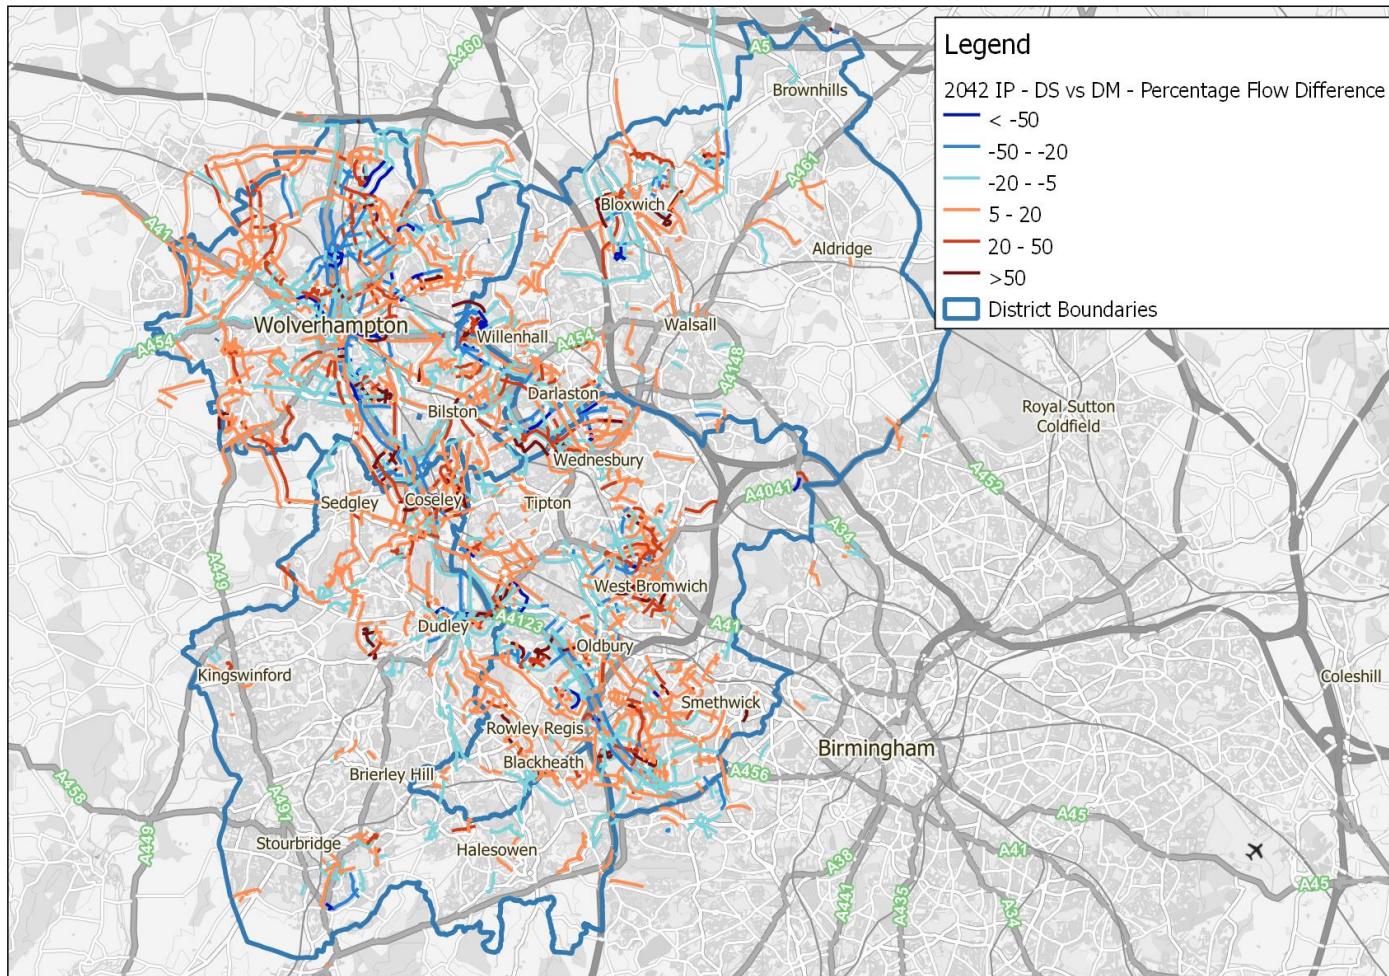 Legend
2042 IP - DS vs DM - Percentage Flow Difference
< -50
-50 - -20
-20 - -5
5 - 20
20 - 50
>50
District Boundaries
A460
A5
Brownhills
A461
Bloxwich
A41
Aldridge
Wolverhampton
Willenhall
Walsall
A454
A454
A4148
Darlaston
Bilston
Royal Sutton
Coldfield
Wednesbury
A452
Sedgley
Coseley
Tipton
A4041
A34
A449
West Bromwich
Dudley
A4123
A41
Oldbury
Kingswinford
Coleshill
Smethwick
Rowley Regis
Birmingham
Blackheath
Brierley Hill
A456
A458
A491
A449
A45
Stourbridge
Halesowen
A38
A41
A45
A441
A435
A34